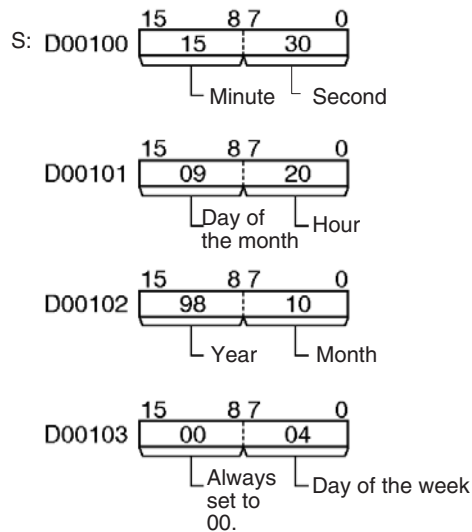 15 8 7 0
S: D00100 15 30
Minute Second
15 8 7 0
D00101 09 20
Day of
the month Hour
15 8 7 0
D00102 98 10
Year Month
15 8 7 0
D00103 00 04
Always
set to
00. Day of the week